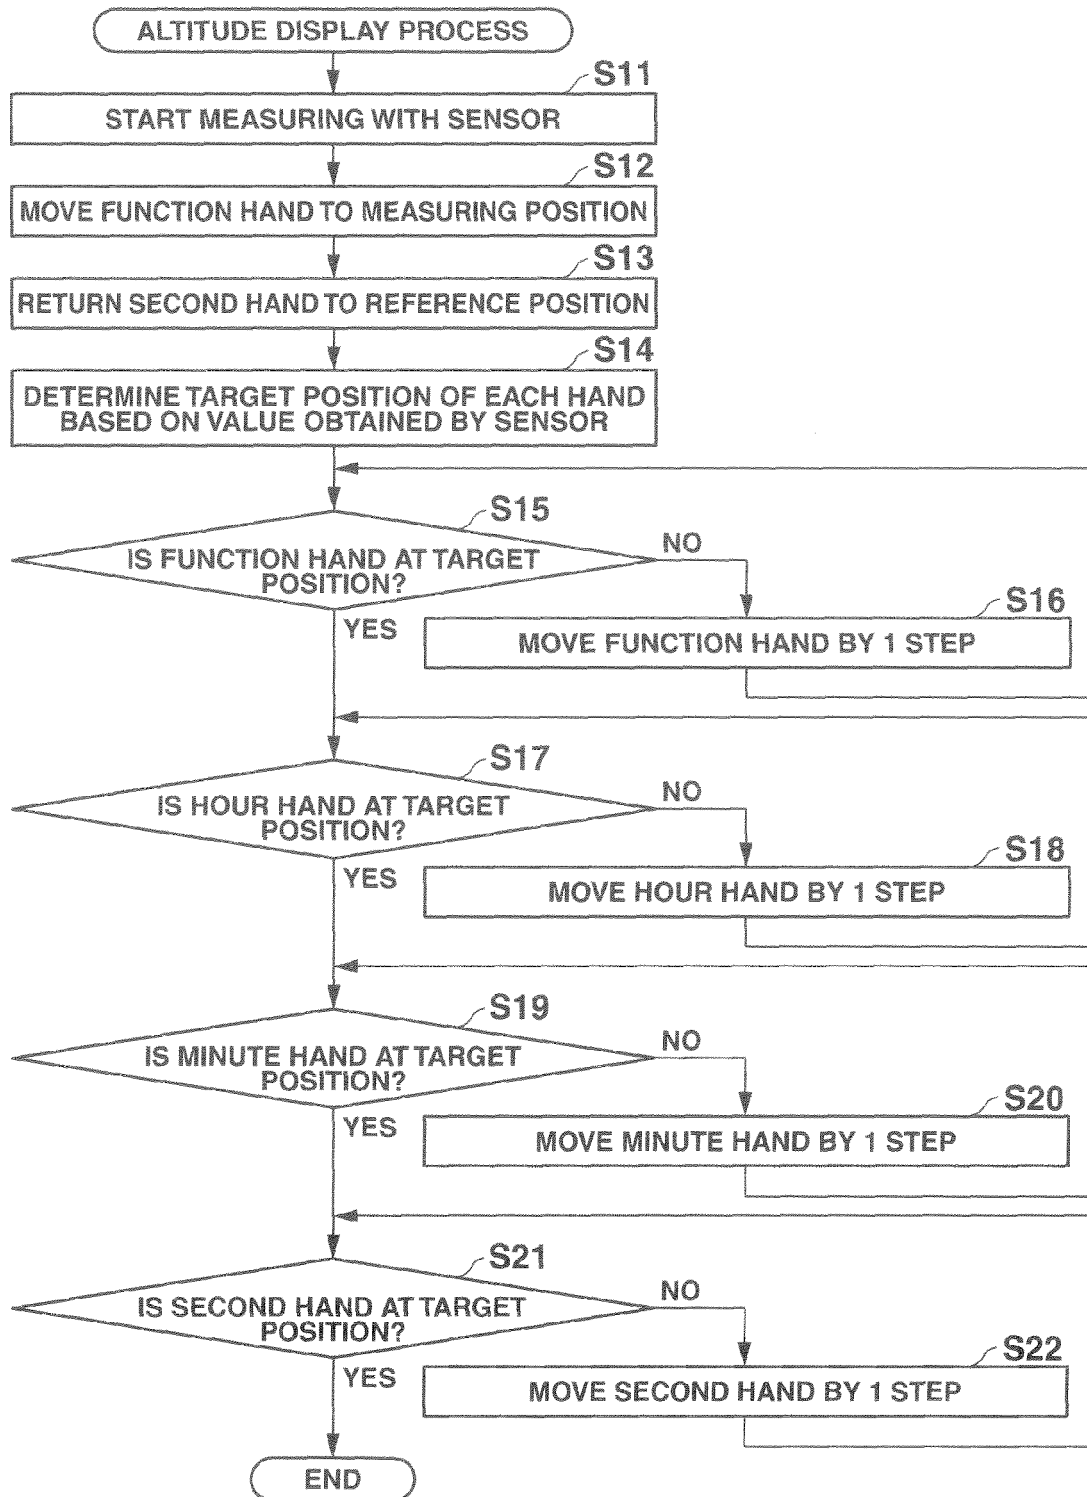 ALTITUDE DISPLAY PROCESS
S11
START MEASURING WITH SENSOR
S12
MOVE FUNCTION HAND TO MEASURING POSITION
S13
RETURN SECOND HAND TO REFERENCE POSITION
S14
DETERMINE TARGET POSITION OF EACH HAND
BASED ON VALUE OBTAINED BY SENSOR
S15
IS FUNCTION HAND AT TARGET
POSITION?
NO
YES
S16
MOVE FUNCTION HAND BY 1 STEP
S17
IS HOUR HAND AT TARGET
POSITION?
NO
YES
S18
MOVE HOUR HAND BY 1 STEP
S19
IS MINUTE HAND AT TARGET
POSITION?
NO
YES
S20
MOVE MINUTE HAND BY 1 STEP
S21
IS SECOND HAND AT TARGET
POSITION?
NO
YES
S22
MOVE SECOND HAND BY 1 STEP
END